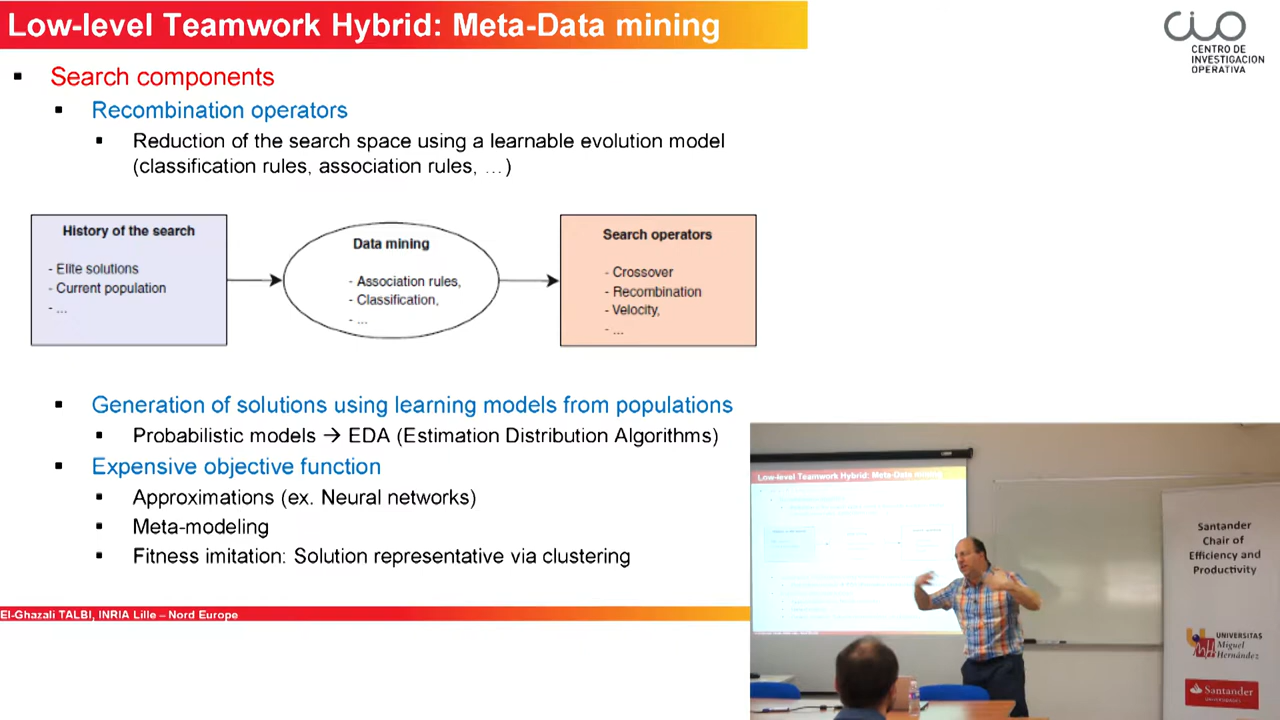 Low-level Teamwork Hybrid: Meta-Data mining
CIO
CENTRO DE
INVESTIGACION
OPERATIVA
▪ Search components
▪ Recombination operators
▪ Reduction of the search space using a learnable evolution model
(classification rules, association rules, …)
History of the search
- Elite solutions
- Current population
- ...
Data mining
- Association rules,
- Classification,
- ...
Search operators
- Crossover
- Recombination
- Velocity,
- ...
▪ Generation of solutions using learning models from populations
▪ Probabilistic models → EDA (Estimation Distribution Algorithms)
▪ Expensive objective function
▪ Approximations (ex. Neural networks)
▪ Meta-modeling
▪ Fitness imitation: Solution representative via clustering
El-Ghazali TALBI, INRIA Lille – Nord Europe
Low-level Teamwork Hybrid: Meta-Data mining
Santander
Chair of
Efficiency and
Productivity
UNIVERSITAS
Miguel
Hernández
Santander